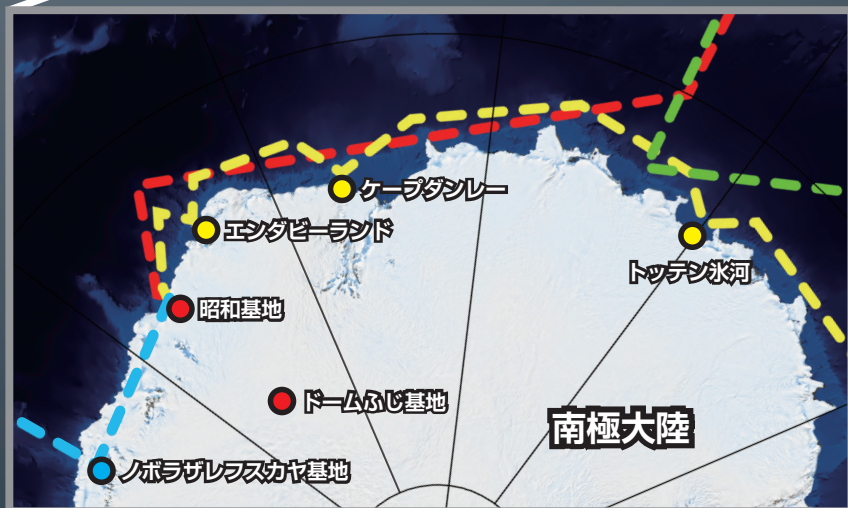 ケープダンレー
エンダビーランド
トッテン氷河
昭和基地
ドームふじ基地
南極大陸
ノボラザレフスカヤ基地